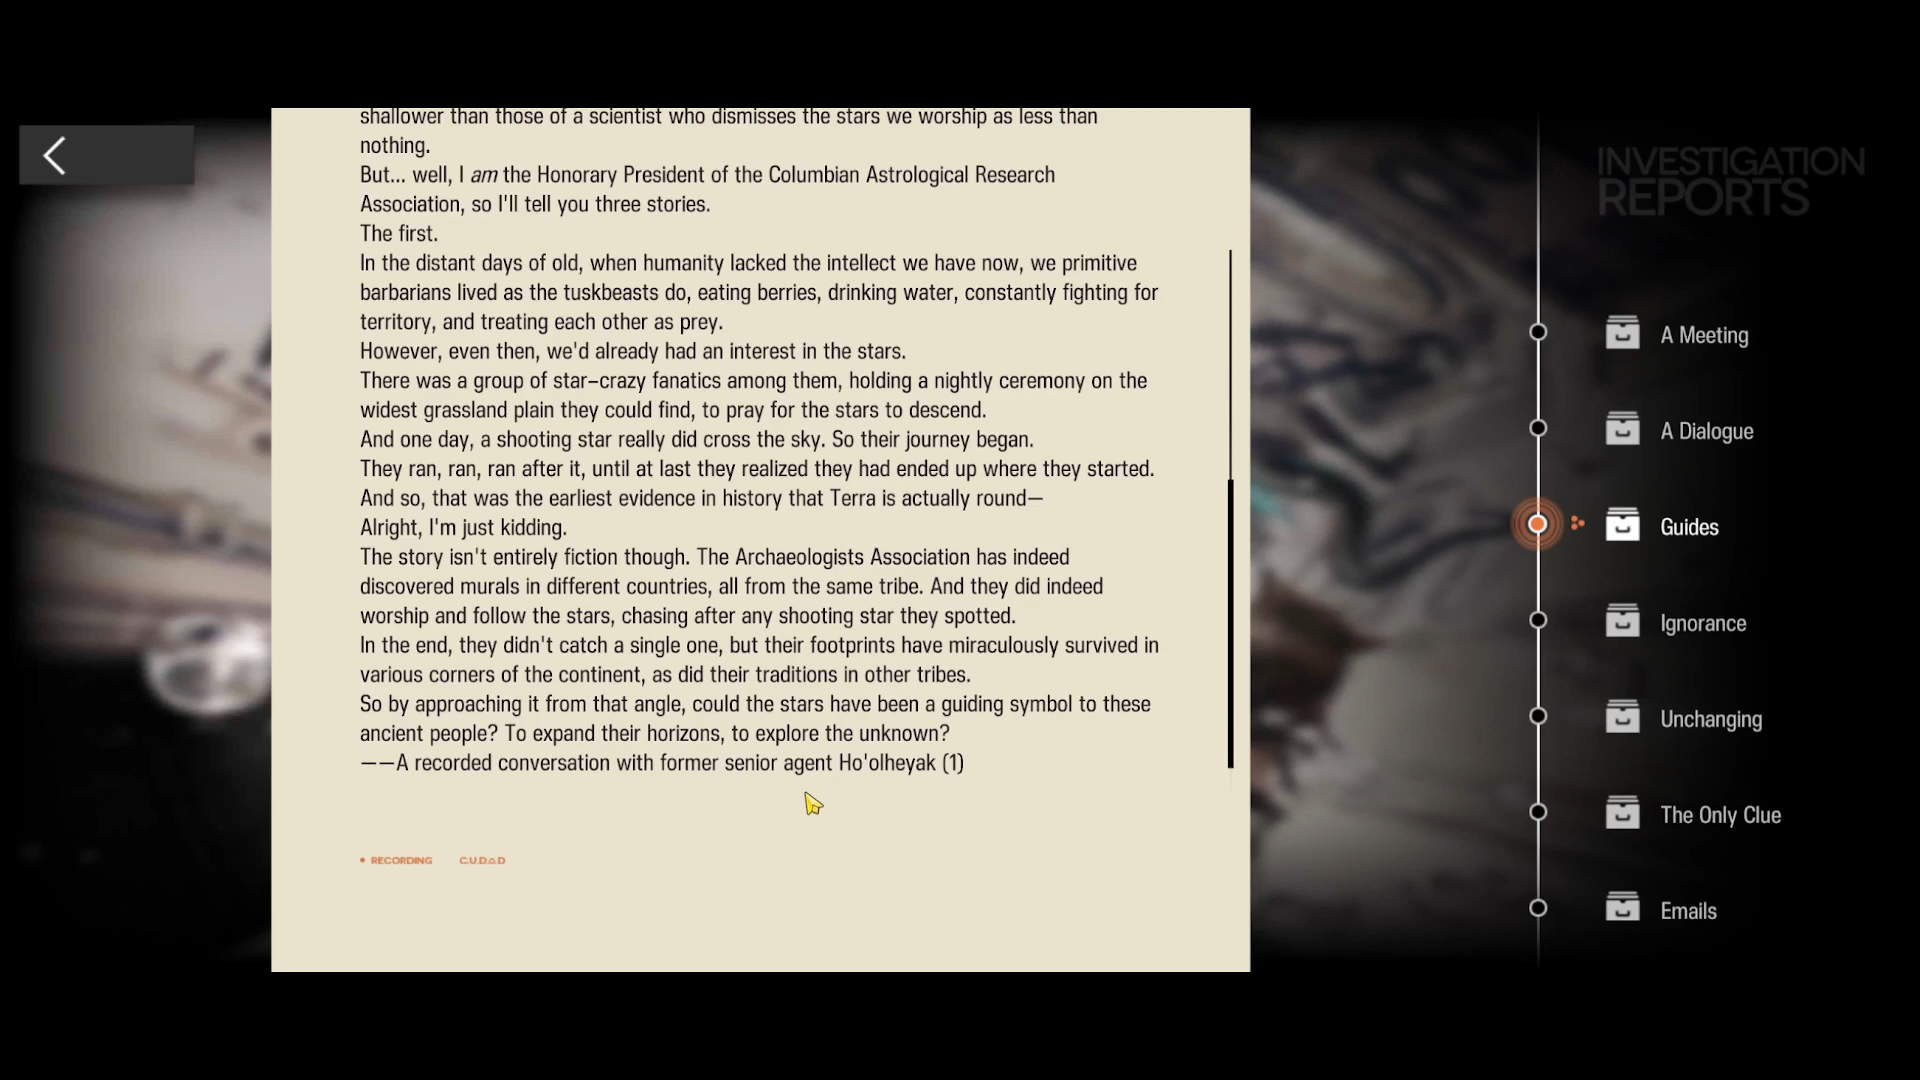 shallower than those of a scientist who dismisses the stars we worship as less than
nothing.
But... well, I am the Honorary President of the Columbian Astrological Research
Association, so I'll tell you three stories.
The first.
In the distant days of old, when humanity lacked the intellect we have now, we primitive
barbarians lived as the tuskbeasts do, eating berries, drinking water, constantly fighting for
territory, and treating each other as prey.
However, even then, we'd already had an interest in the stars.
There was a group of star–crazy fanatics among them, holding a nightly ceremony on the
widest grassland plain they could find, to pray for the stars to descend.
And one day, a shooting star really did cross the sky. So their journey began.
They ran, ran, ran after it, until at last they realized they had ended up where they started.
And so, that was the earliest evidence in history that Terra is actually round—
Alright, I'm just kidding.
The story isn't entirely fiction though. The Archaeologists Association has indeed
discovered murals in different countries, all from the same tribe. And they did indeed
worship and follow the stars, chasing after any shooting star they spotted.
In the end, they didn't catch a single one, but their footprints have miraculously survived in
various corners of the continent, as did their traditions in other tribes.
So by approaching it from that angle, could the stars have been a guiding symbol to these
ancient people? To expand their horizons, to explore the unknown?
——A recorded conversation with former senior agent Ho'olheyak (1)
• RECORDING C.U.D.o.D
INVESTIGATION
REPORTS
A Meeting
A Dialogue
Guides
Ignorance
Unchanging
The Only Clue
Emails